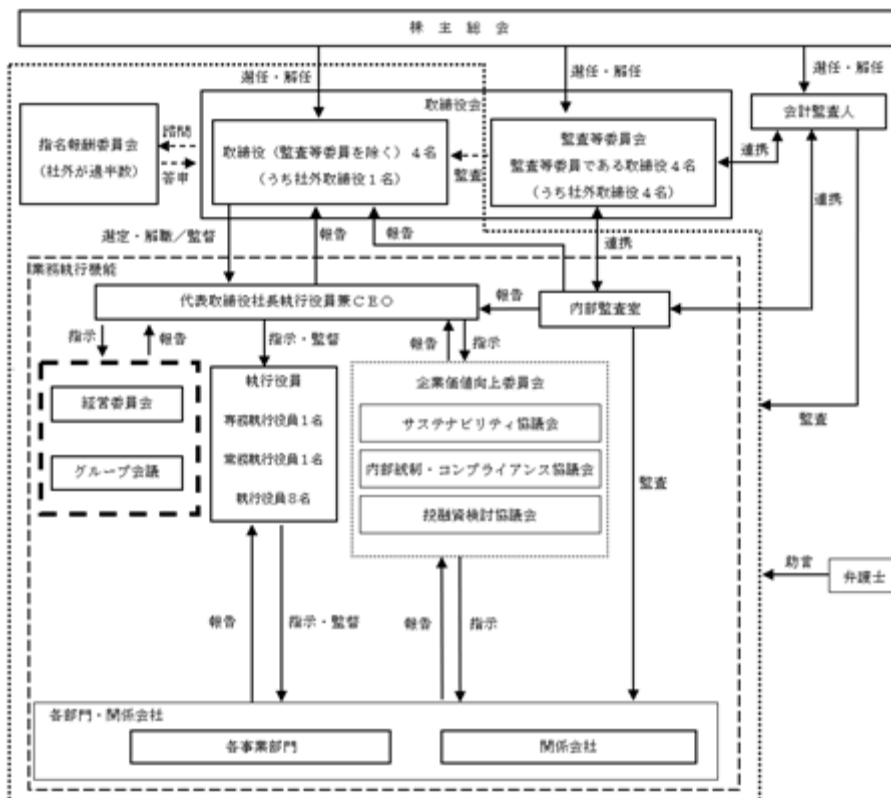 株主総会
選任・解任
選任・解任
選任・解任
取締役会
会計監査人
指名報酬委員会
(社外が過半数)
諮問
答申
取締役(監査等委員を除く)4名
(うち社外取締役1名)
監査
監査等委員会
監査等委員である取締役4名
(うち社外取締役4名)
連携
連携
選定・解職/監督
報告
報告
連携
業務執行機能
代表取締役社長執行役員兼CEO
報告
内部監査室
指示
報告
指示・監督
報告
指示
経営委員会
グループ会議
執行役員
専務執行役員1名
常務執行役員1名
執行役員8名
企業価値向上委員会
サステナビリティ協議会
内部統制・コンプライアンス協議会
投融資検討協議会
監査
監査
助言
弁護士
報告
指示・監督
報告
指示
各部門・関係会社
各事業部門
関係会社